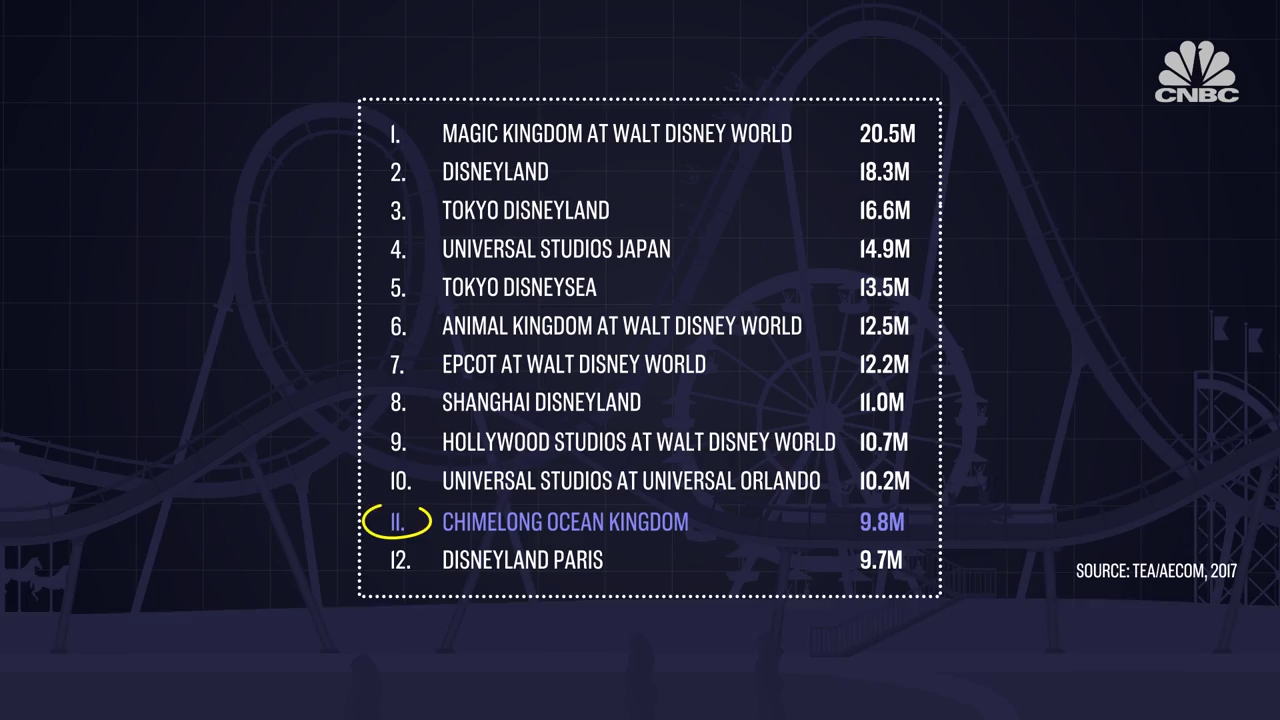 CNBC
1. MAGIC KINGDOM AT WALT DISNEY WORLD 20.5M
2. DISNEYLAND 18.3M
3. TOKYO DISNEYLAND 16.6M
4. UNIVERSAL STUDIOS JAPAN 14.9M
5. TOKYO DISNEYSEA 13.5M
6. ANIMAL KINGDOM AT WALT DISNEY WORLD 12.5M
7. EPCOT AT WALT DISNEY WORLD 12.2M
8. SHANGHAI DISNEYLAND 11.0M
9. HOLLYWOOD STUDIOS AT WALT DISNEY WORLD 10.7M
10. UNIVERSAL STUDIOS AT UNIVERSAL ORLANDO 10.2M
11. CHIMELONG OCEAN KINGDOM 9.8M
12. DISNEYLAND PARIS 9.7M
SOURCE: TEA/AECOM, 2017